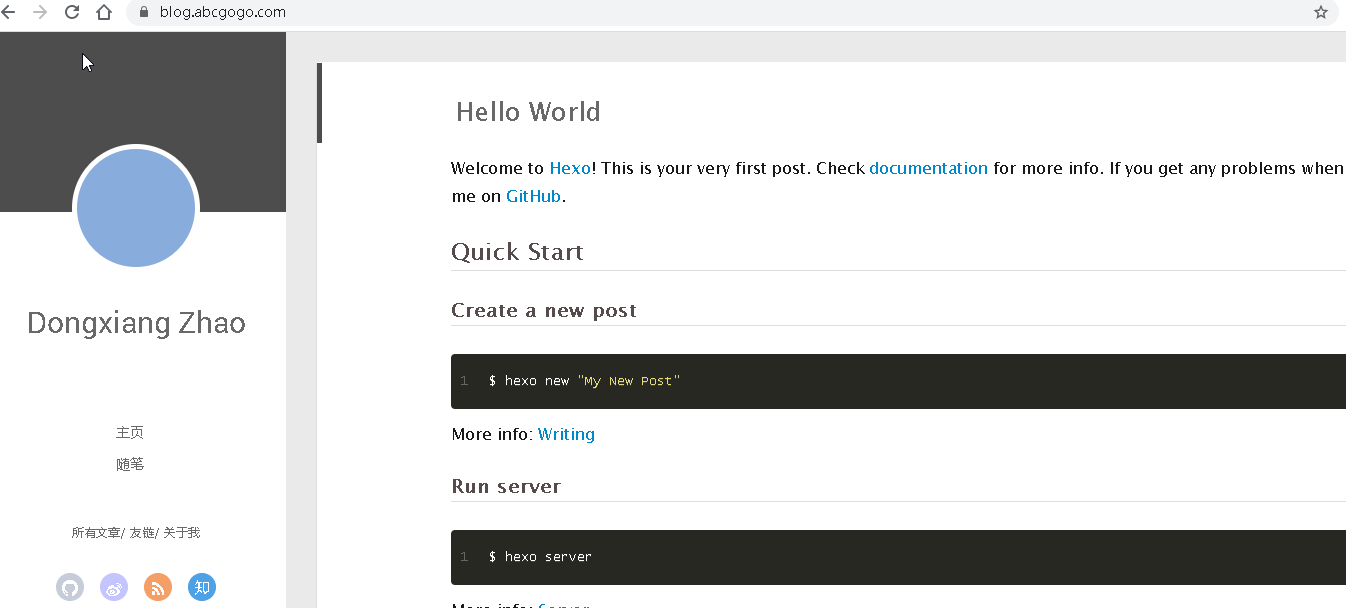 blog.abcgogo.com
Dongxiang Zhao
主页
随笔
所有文章/ 友链/ 关于我
知
Hello World
Welcome to Hexo! This is your very first post. Check documentation for more info. If you get any problems when
me on GitHub.
Quick Start
Create a new post
1 $ hexo new "My New Post"
More info: Writing
Run server
1 $ hexo server
More info: Server